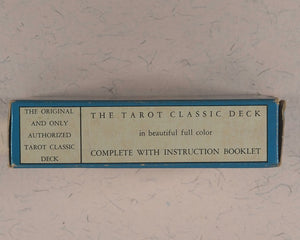 THE ORIGINAL
AND ONLY
AUTHORIZED
TAROT CLASSIC
DECK
THE TAROT CLASSIC DECK
in beautiful full color
COMPLETE WITH INSTRUCTION BOOKLET